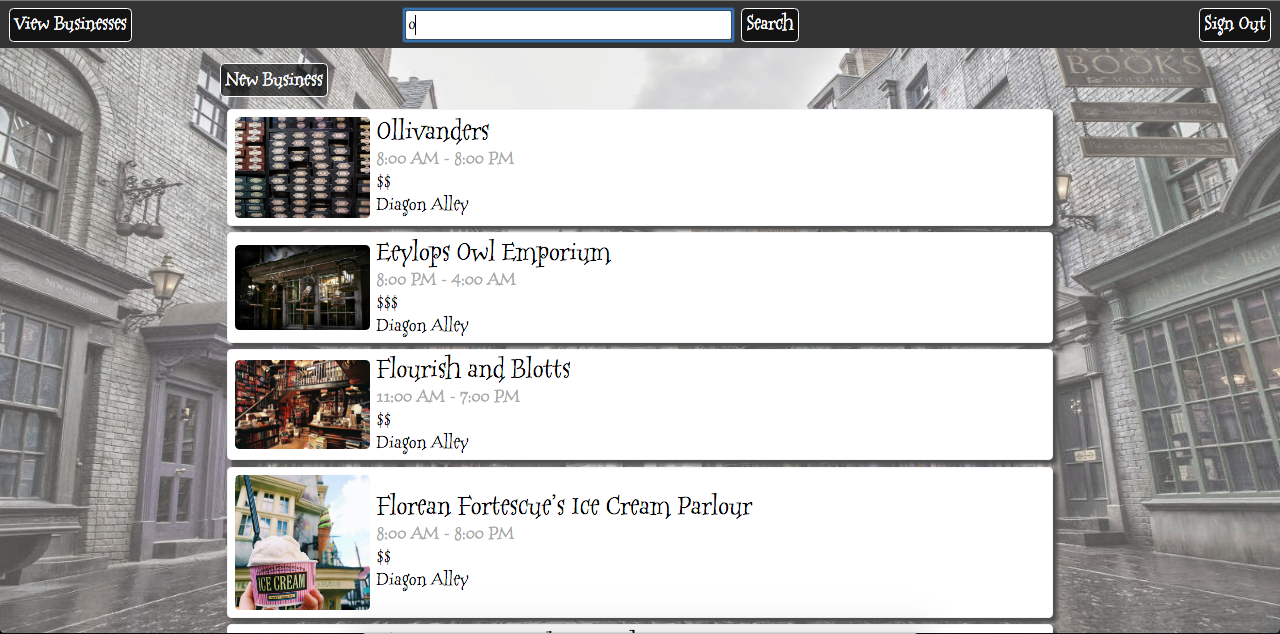 View Businesses
o
Search
Sign Out
New Business
BOOKS
Ollivanders
8:00 AM - 8:00 PM
$$
Diagon Alley
Eeylops Owl Emporium
8:00 PM - 4:00 AM
$$$
Diagon Alley
Flourish and Blotts
11:00 AM - 7:00 PM
$$
Diagon Alley
Florean Fortescue's Ice Cream Parlour
8:00 AM - 8:00 PM
$$
Diagon Alley
ICE CREAM